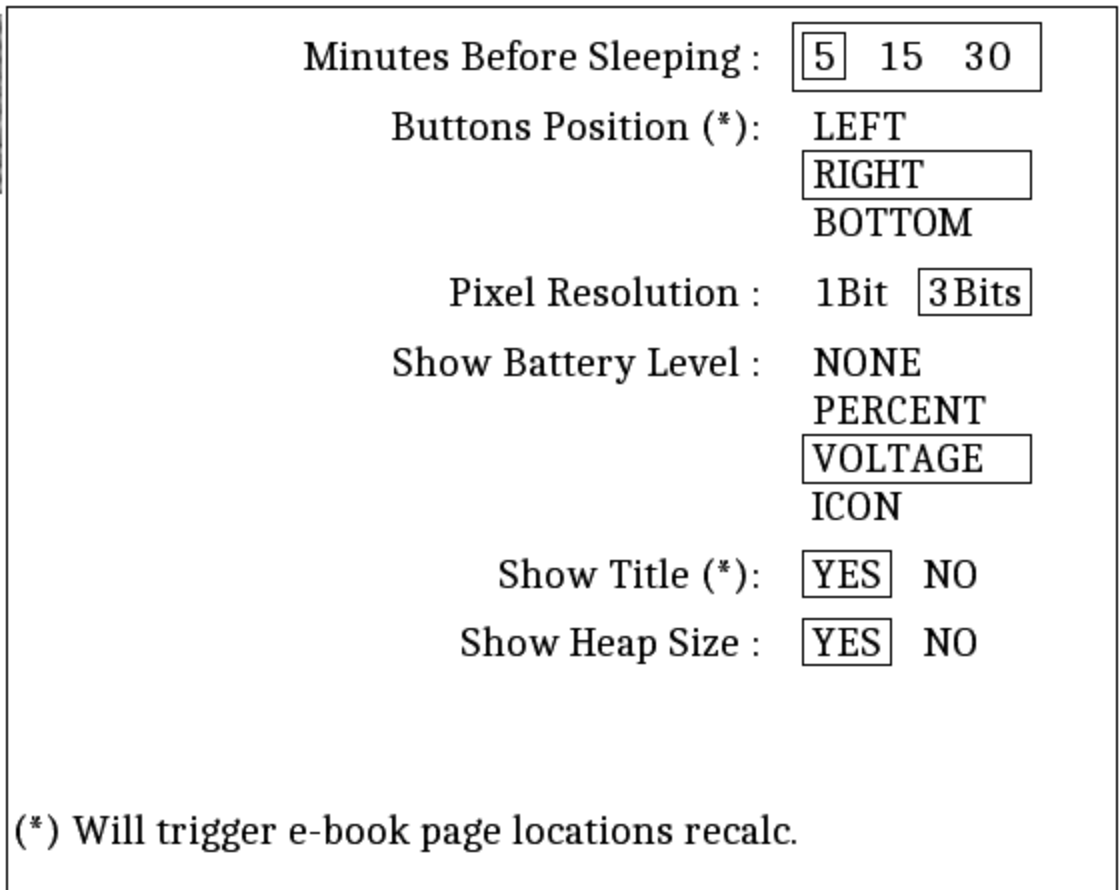 Minutes Before Sleeping : 5 15 30
Buttons Position (*): LEFT
RIGHT
BOTTOM
Pixel Resolution : 1Bit 3Bits
Show Battery Level : NONE
PERCENT
VOLTAGE
ICON
Show Title (*): YES NO
Show Heap Size : YES NO
(*) Will trigger e-book page locations recalc.